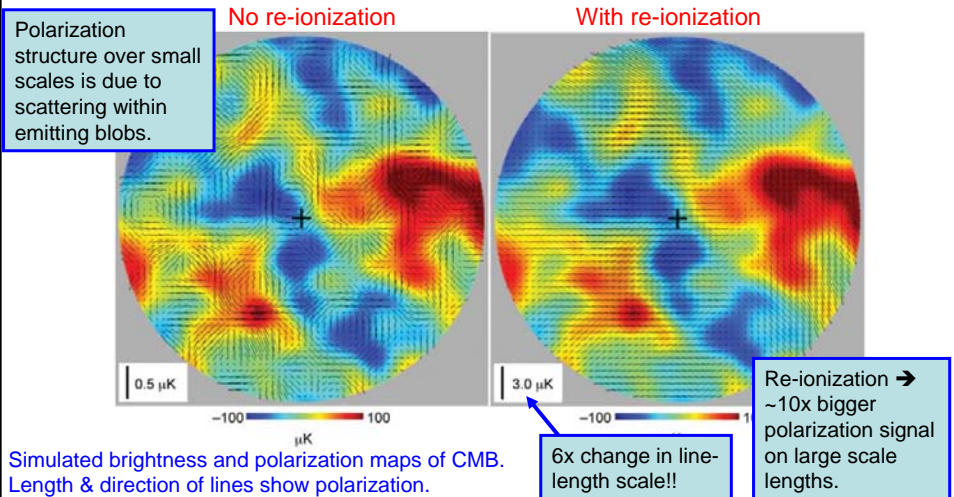 No re-ionization
With re-ionization
Polarization
structure over small
scales is due to
scattering within
emitting blobs.
0.5 μK
3.0 μK
−100 100
μK
−100 1
Simulated brightness and polarization maps of CMB.
Length & direction of lines show polarization.
6x change in line-
length scale!!
Re-ionization ➔
~10x bigger
polarization signal
on large scale
lengths.